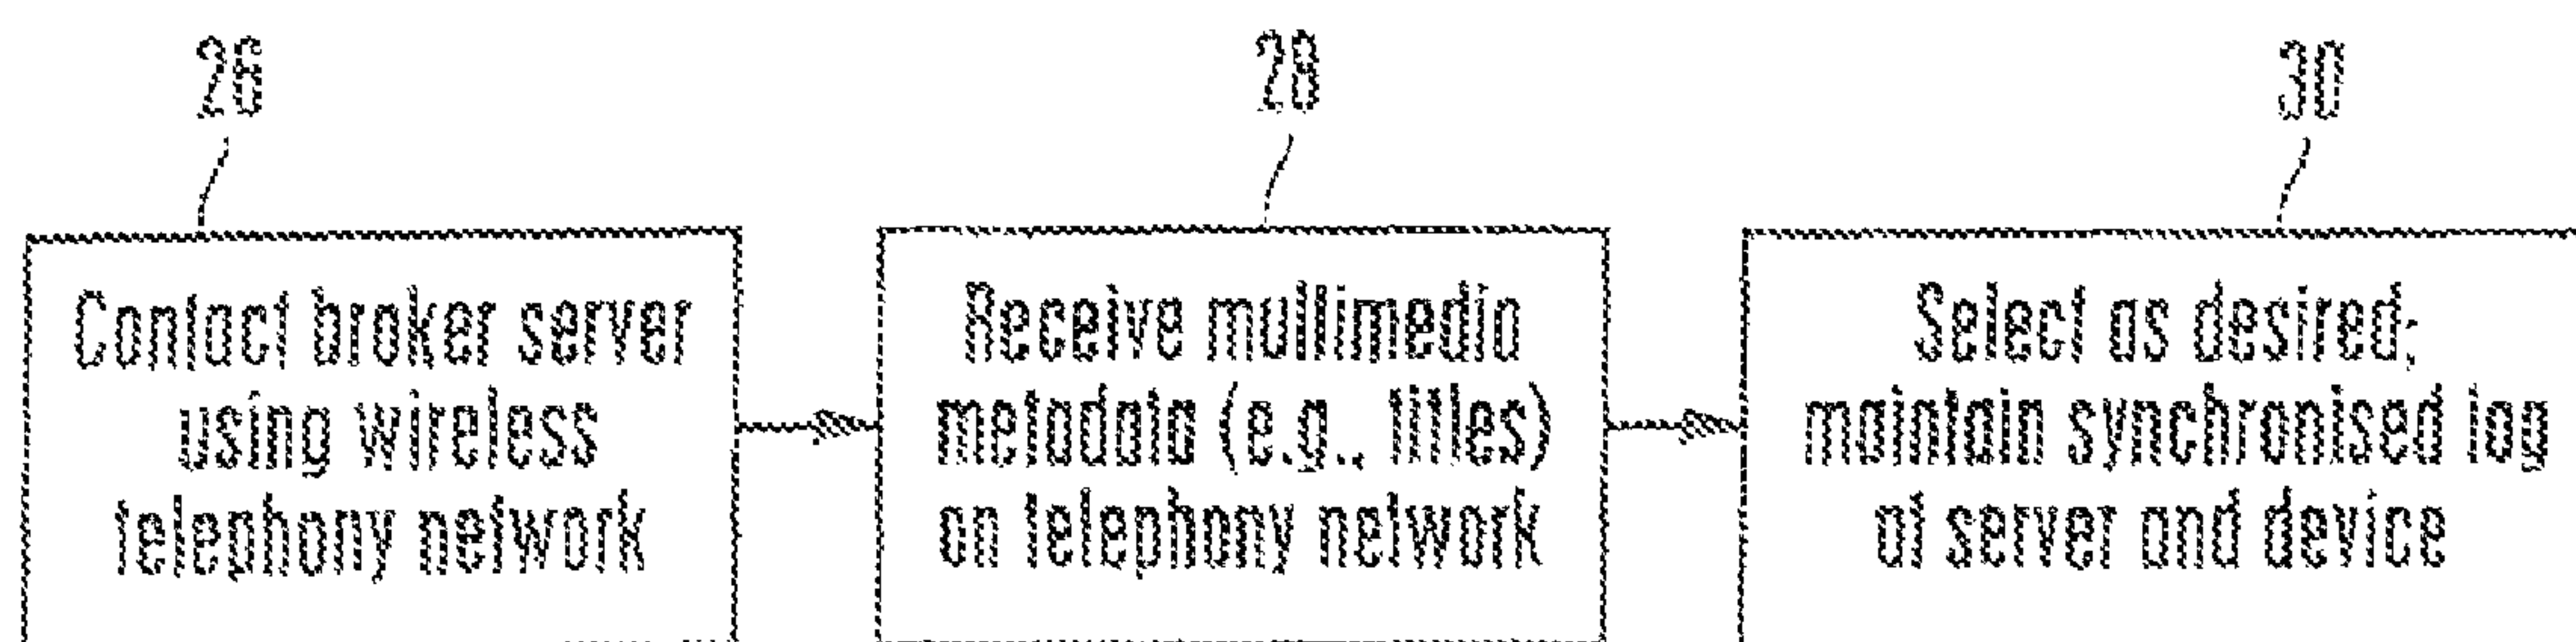 26
28
30
Contact broker server
using wireless
telephony network
Receive multimedia
metadata (e.g., titles)
on telephony network
Select as desired;
maintain synchronised log
at server and device